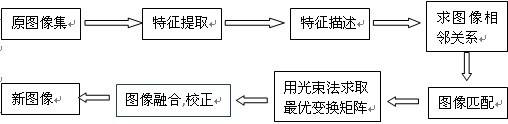 原图像集
特征提取
特征描述
求图像相
邻关系
图像匹配
用光束法求取
最优变换矩阵
图像融合,校正
新图像